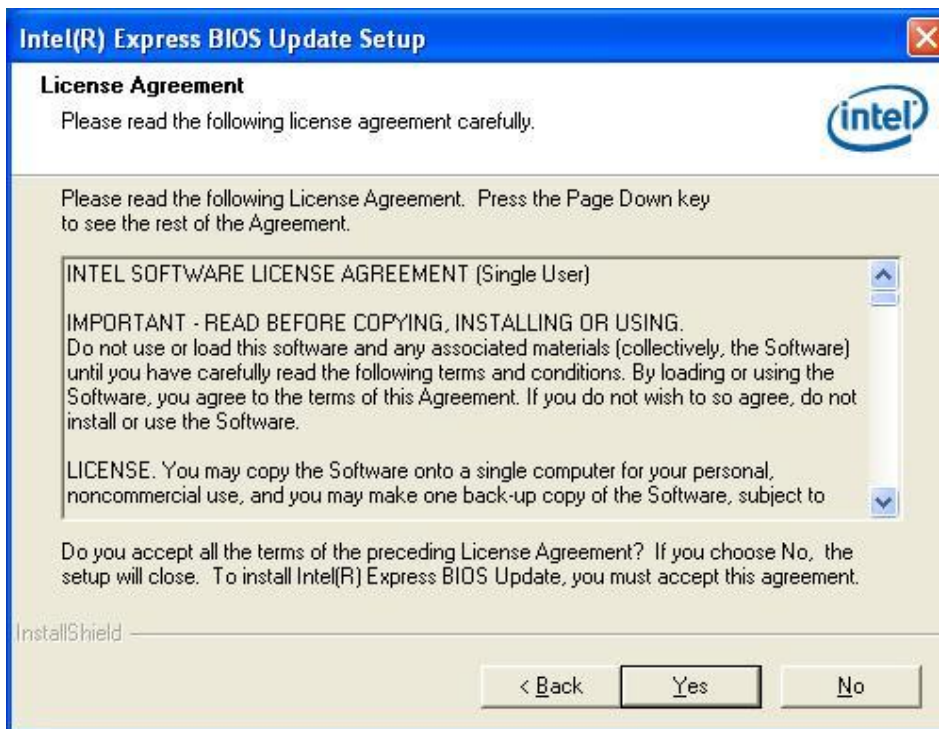 Intel(R) Express BIOS Update Setup
License Agreement
Please read the following license agreement carefully.
intel
Please read the following License Agreement. Press the Page Down key
to see the rest of the Agreement.
INTEL SOFTWARE LICENSE AGREEMENT (Single User)
IMPORTANT - READ BEFORE COPYING, INSTALLING OR USING.
Do not use or load this software and any associated materials (collectively, the Software)
until you have carefully read the following terms and conditions. By loading or using the
Software, you agree to the terms of this Agreement. If you do not wish to so agree, do not
install or use the Software.
LICENSE. You may copy the Software onto a single computer for your personal,
noncommercial use, and you may make one back-up copy of the Software, subject to
Do you accept all the terms of the preceding License Agreement? If you choose No, the
setup will close. To install Intel(R) Express BIOS Update, you must accept this agreement.
InstallShield
< Back
Yes
No